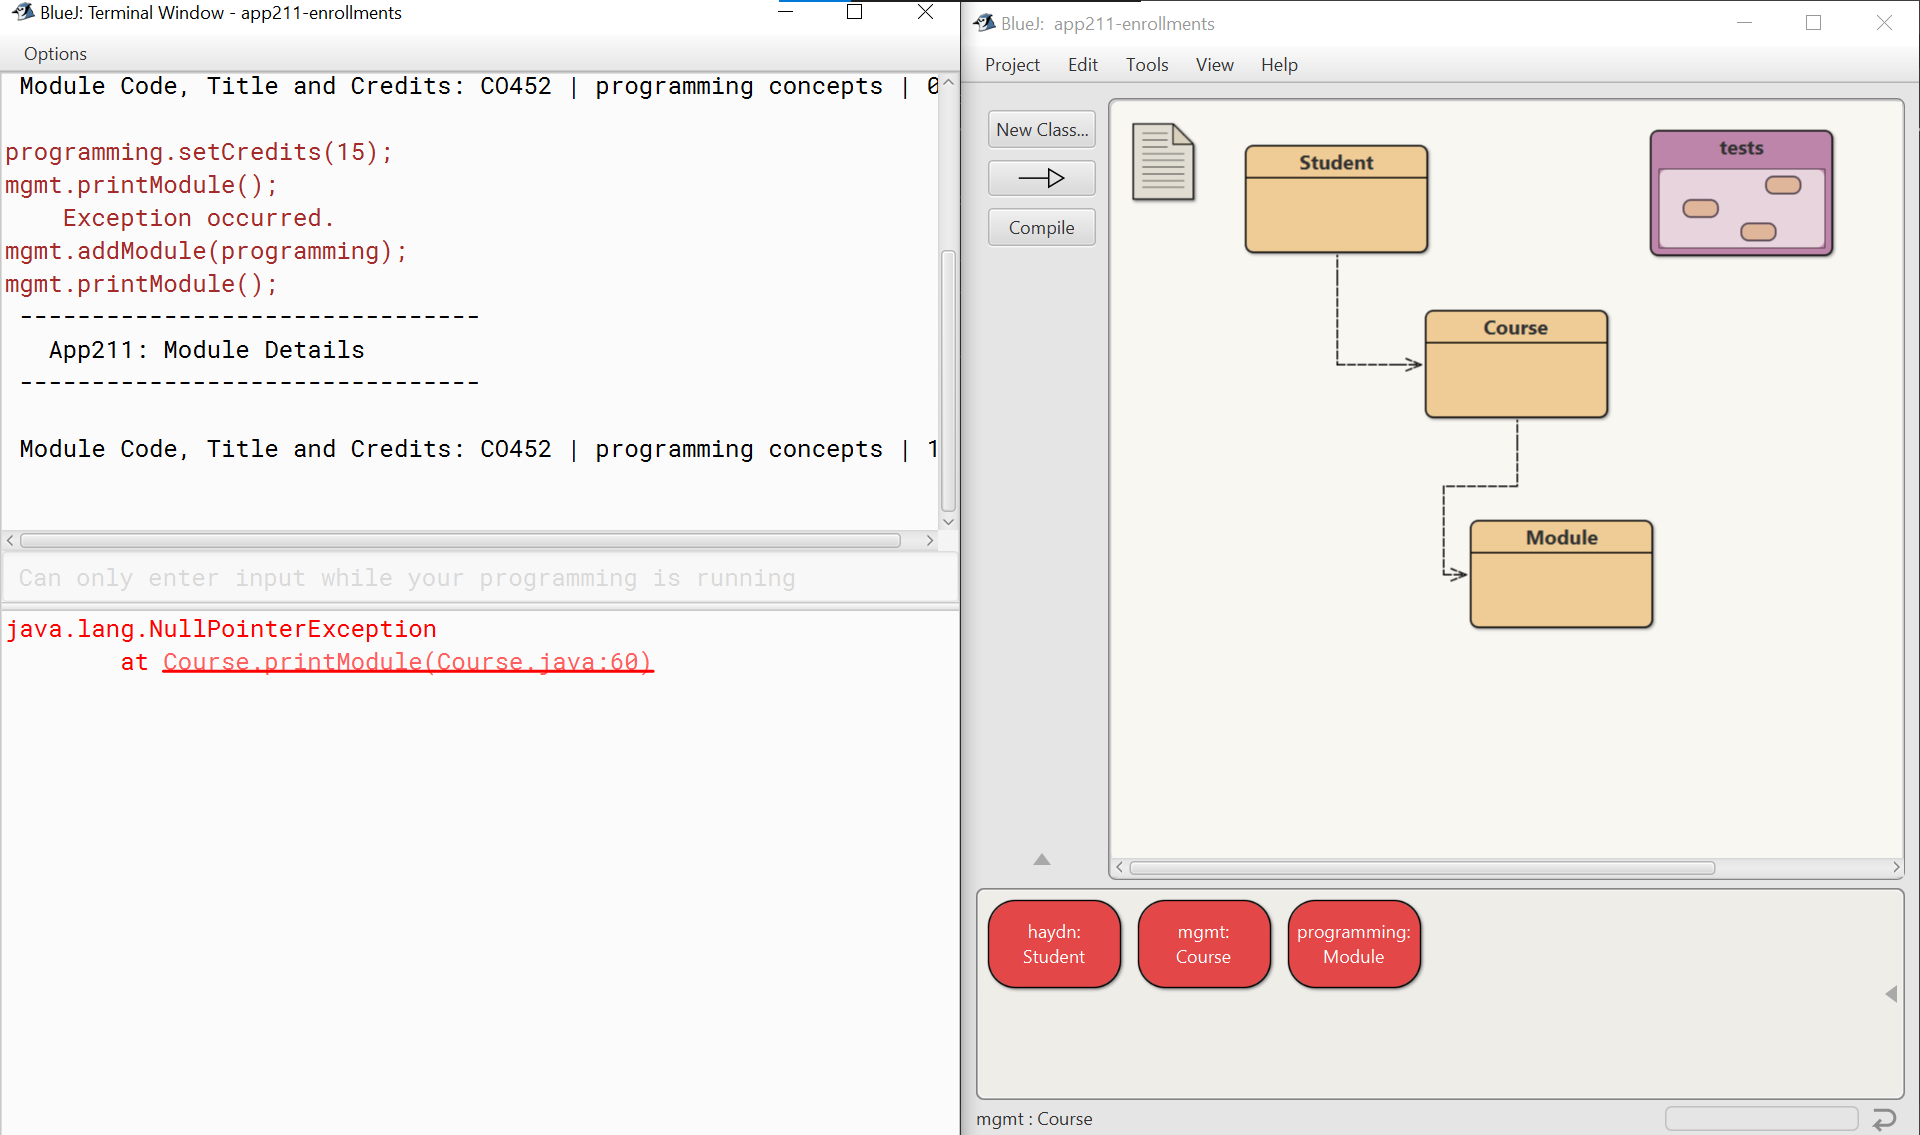 BlueJ: Terminal Window - app211-enrollments
Options
Module Code, Title and Credits: CO452 | programming concepts | 0
programming.setCredits(15);
mgmt.printModule();
Exception occurred.
mgmt.addModule(programming);
mgmt.printModule();
--------------------------------
App211: Module Details
--------------------------------
Module Code, Title and Credits: CO452 | programming concepts | 1
Can only enter input while your programming is running
java.lang.NullPointerException
at Course.printModule(Course.java:60)
BlueJ: app211-enrollments
Project Edit Tools View Help
New Class...
Compile
Student
tests
Course
Module
haydn:
Student
mgmt:
Course
programming:
Module
mgmt : Course